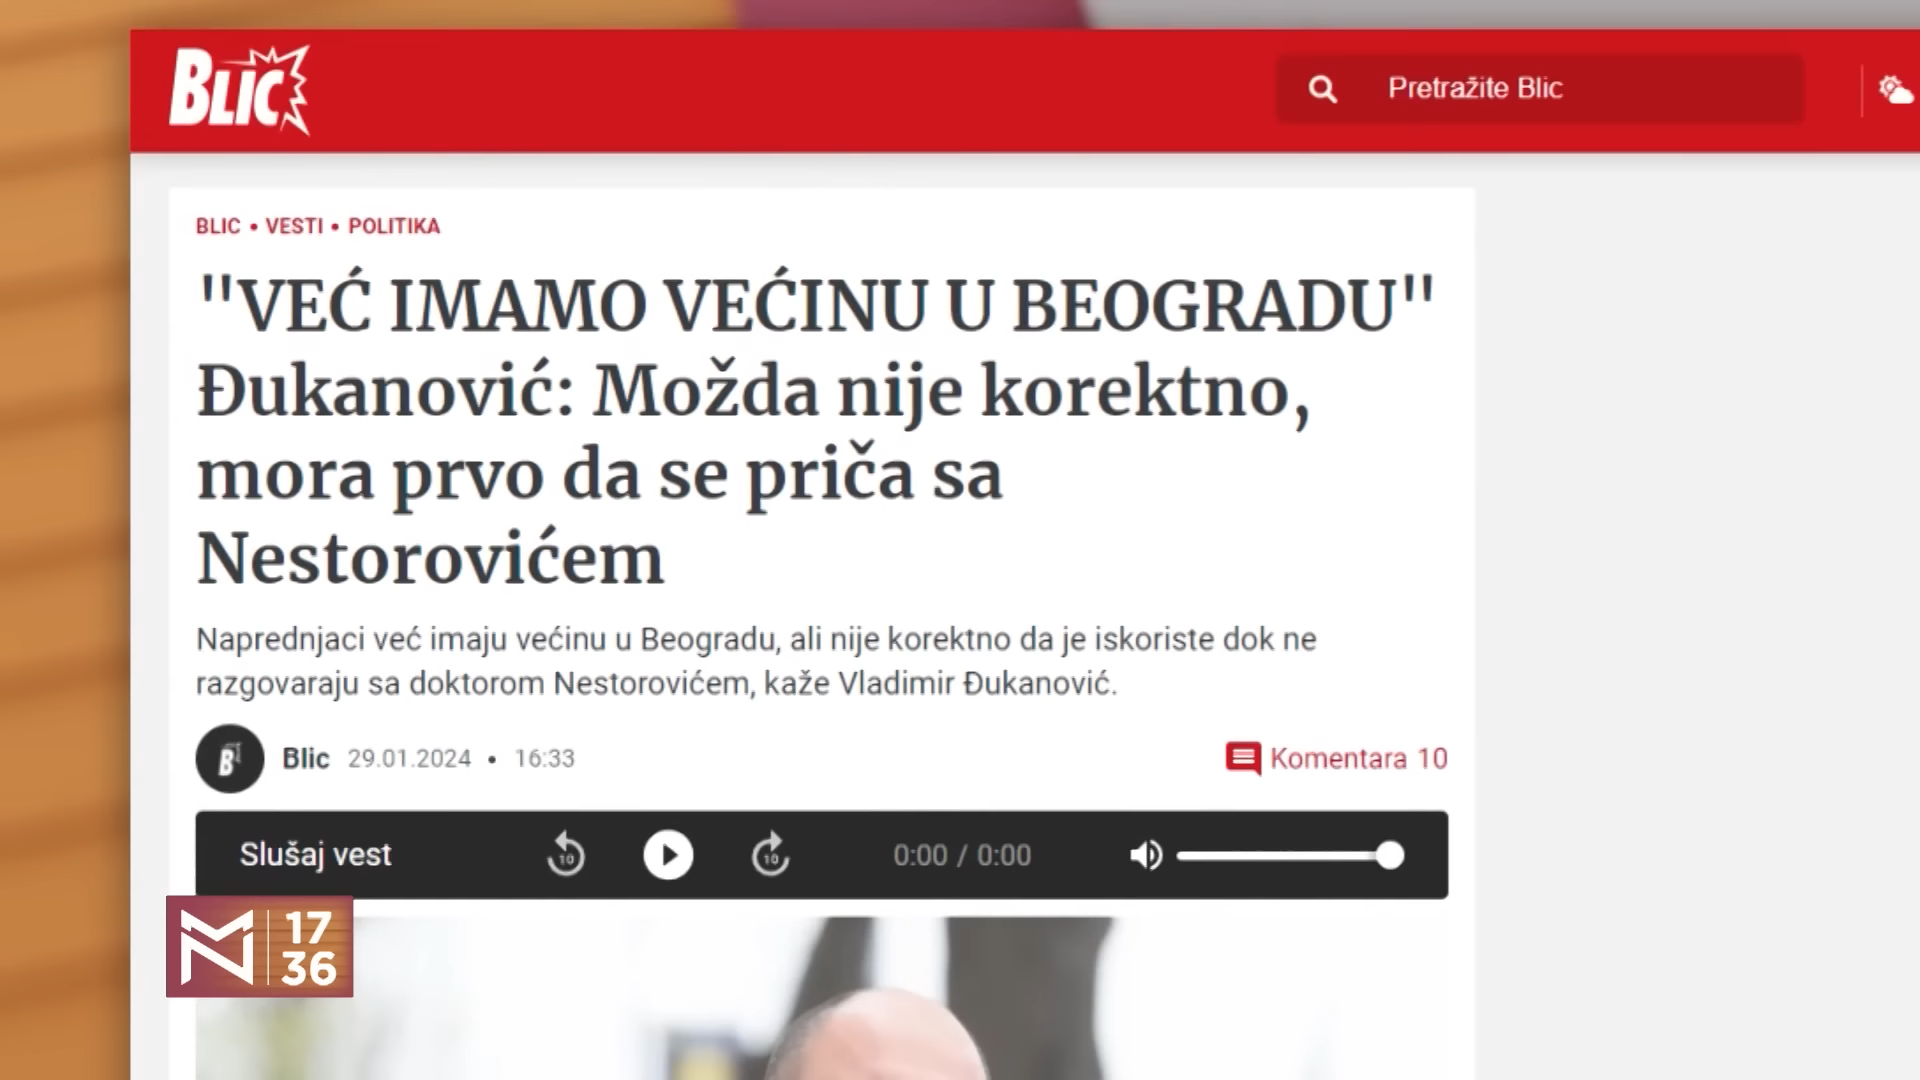 BLIC
Pretražite Blic
BLIC • VESTI • POLITIKA
"VEĆ IMAMO VEĆINU U BEOGRADU"
Đukanović: Možda nije korektno,
mora prvo da se priča sa
Nestorovićem
Naprednjaci već imaju većinu u Beogradu, ali nije korektno da je iskoriste dok ne
razgovaraju sa doktorom Nestorovićem, kaže Vladimir Đukanović.
B Blic 29.01.2024 • 16:33 Komentara 10
Slušaj vest 10 10 0:00 / 0:00
NM 17
36